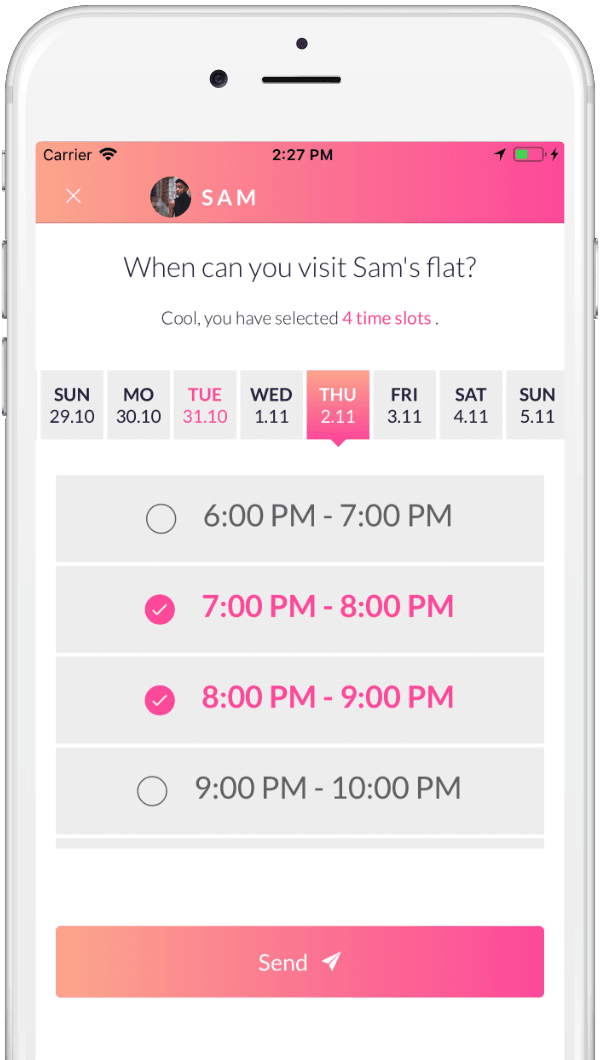 Carrier 2:27 PM
SAM
When can you visit Sam's flat?
Cool, you have selected 4 time slots .
SUN MO TUE WED THU FRI SAT SUN
29.10 30.10 31.10 1.11 2.11 3.11 4.11 5.11
6:00 PM - 7:00 PM
7:00 PM - 8:00 PM
8:00 PM - 9:00 PM
9:00 PM - 10:00 PM
Send